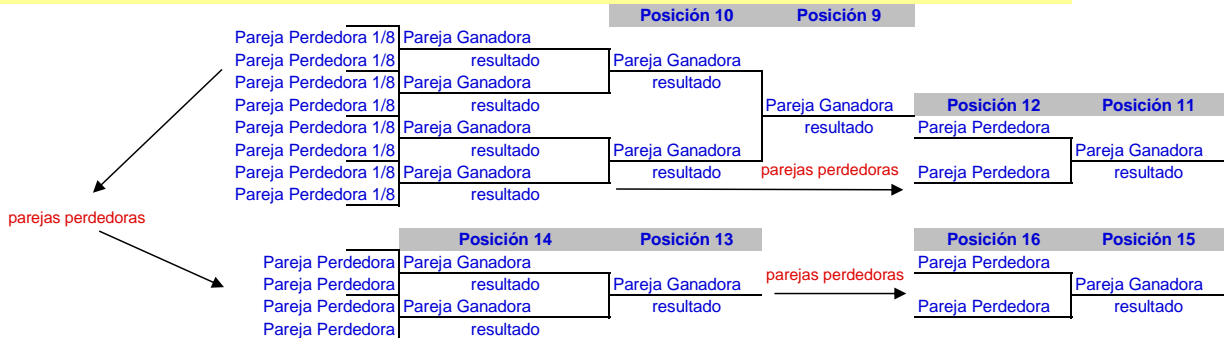 Posición 10 Posición 9
Pareja Perdedora 1/8 Pareja Ganadora
Pareja Perdedora 1/8 resultado Pareja Ganadora
Pareja Perdedora 1/8 Pareja Ganadora resultado
Pareja Perdedora 1/8 resultado Pareja Ganadora Posición 12 Posición 11
Pareja Perdedora 1/8 Pareja Ganadora resultado Pareja Perdedora
Pareja Perdedora 1/8 resultado Pareja Ganadora Pareja Ganadora
Pareja Perdedora 1/8 Pareja Ganadora resultado parejas perdedoras Pareja Perdedora resultado
Pareja Perdedora 1/8 resultado
parejas perdedoras
Posición 14 Posición 13 Posición 16 Posición 15
Pareja Perdedora Pareja Ganadora Pareja Perdedora
Pareja Perdedora resultado Pareja Ganadora parejas perdedoras Pareja Ganadora
Pareja Perdedora Pareja Ganadora resultado Pareja Perdedora resultado
Pareja Perdedora resultado